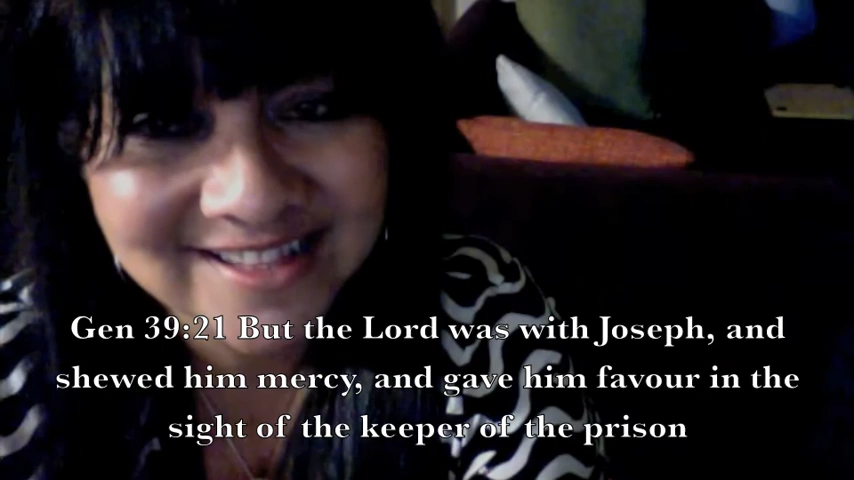 Gen 39:21 But the Lord was with Joseph, and
shewed him mercy, and gave him favour in the
sight of the keeper of the prison